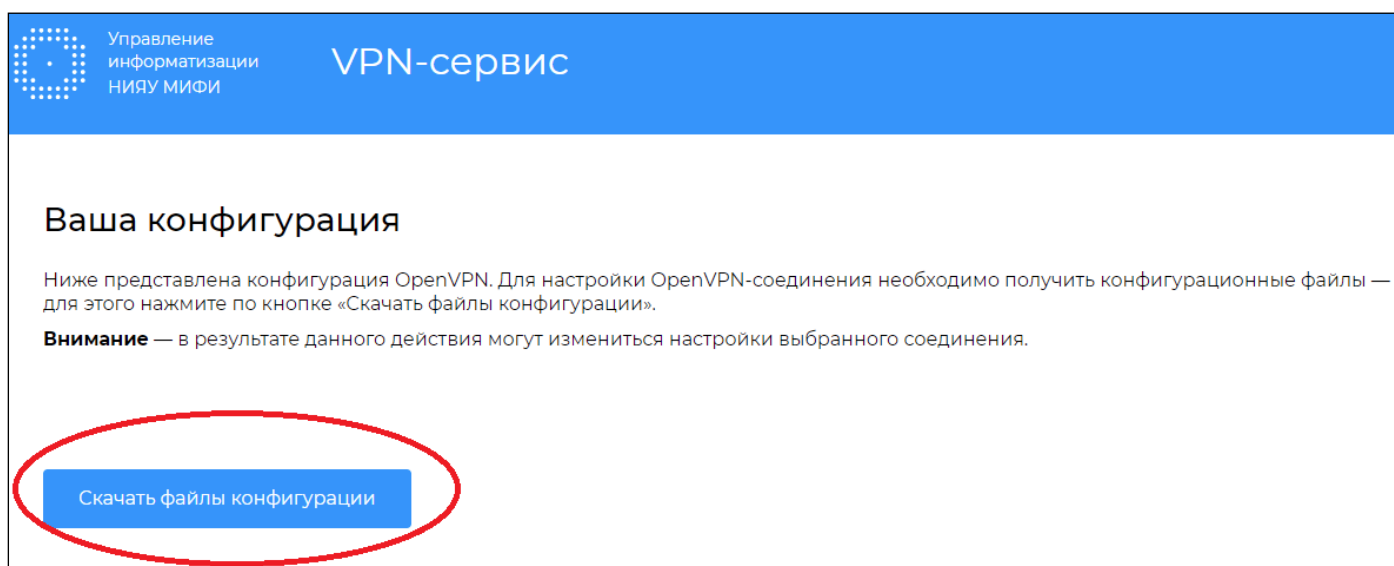 Управление
информатизации
НИЯУ МИФИ
VPN-сервис
Ваша конфигурация
Ниже представлена конфигурация OpenVPN. Для настройки OpenVPN-соединения необходимо получить конфигурационные файлы —
для этого нажмите по кнопке «Скачать файлы конфигурации».
Внимание — в результате данного действия могут измениться настройки выбранного соединения.
Скачать файлы конфигурации